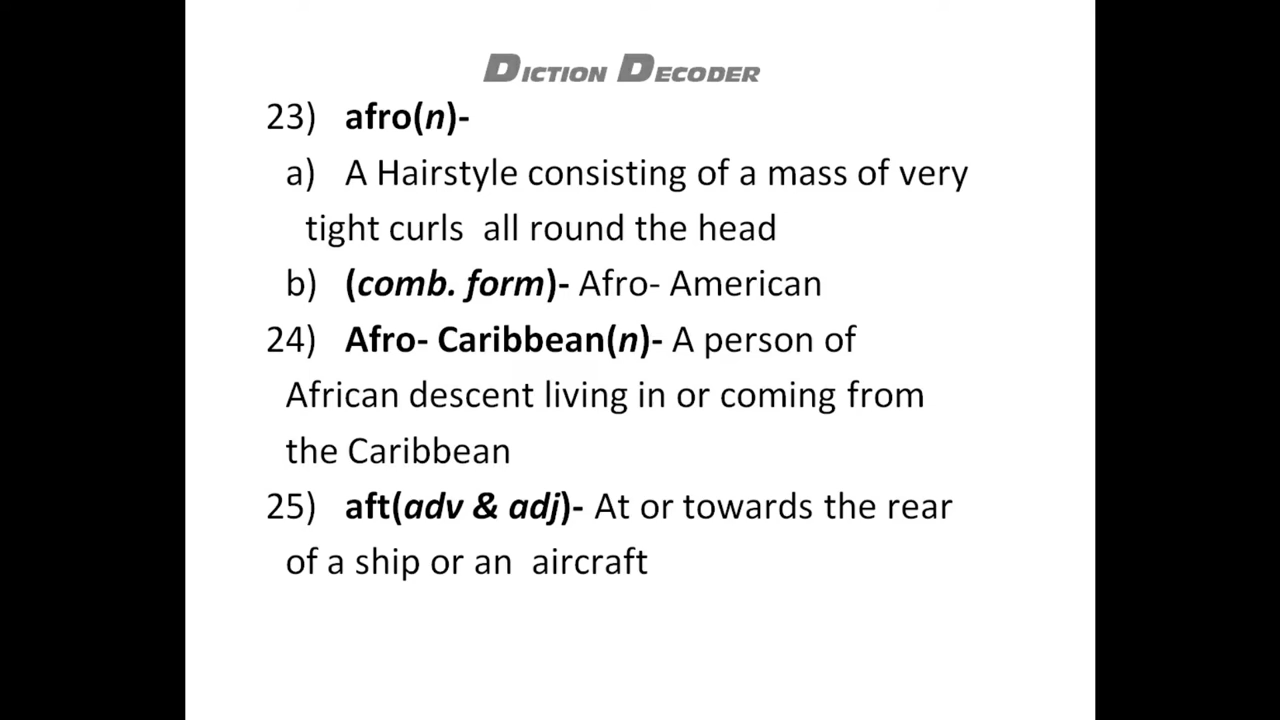 DICTION DECODER
23) afro(n)-
a) A Hairstyle consisting of a mass of very
tight curls all round the head
b) (comb. form)- Afro- American
24) Afro- Caribbean(n)- A person of
African descent living in or coming from
the Caribbean
25) aft(adv & adj)- At or towards the rear
of a ship or an aircraft